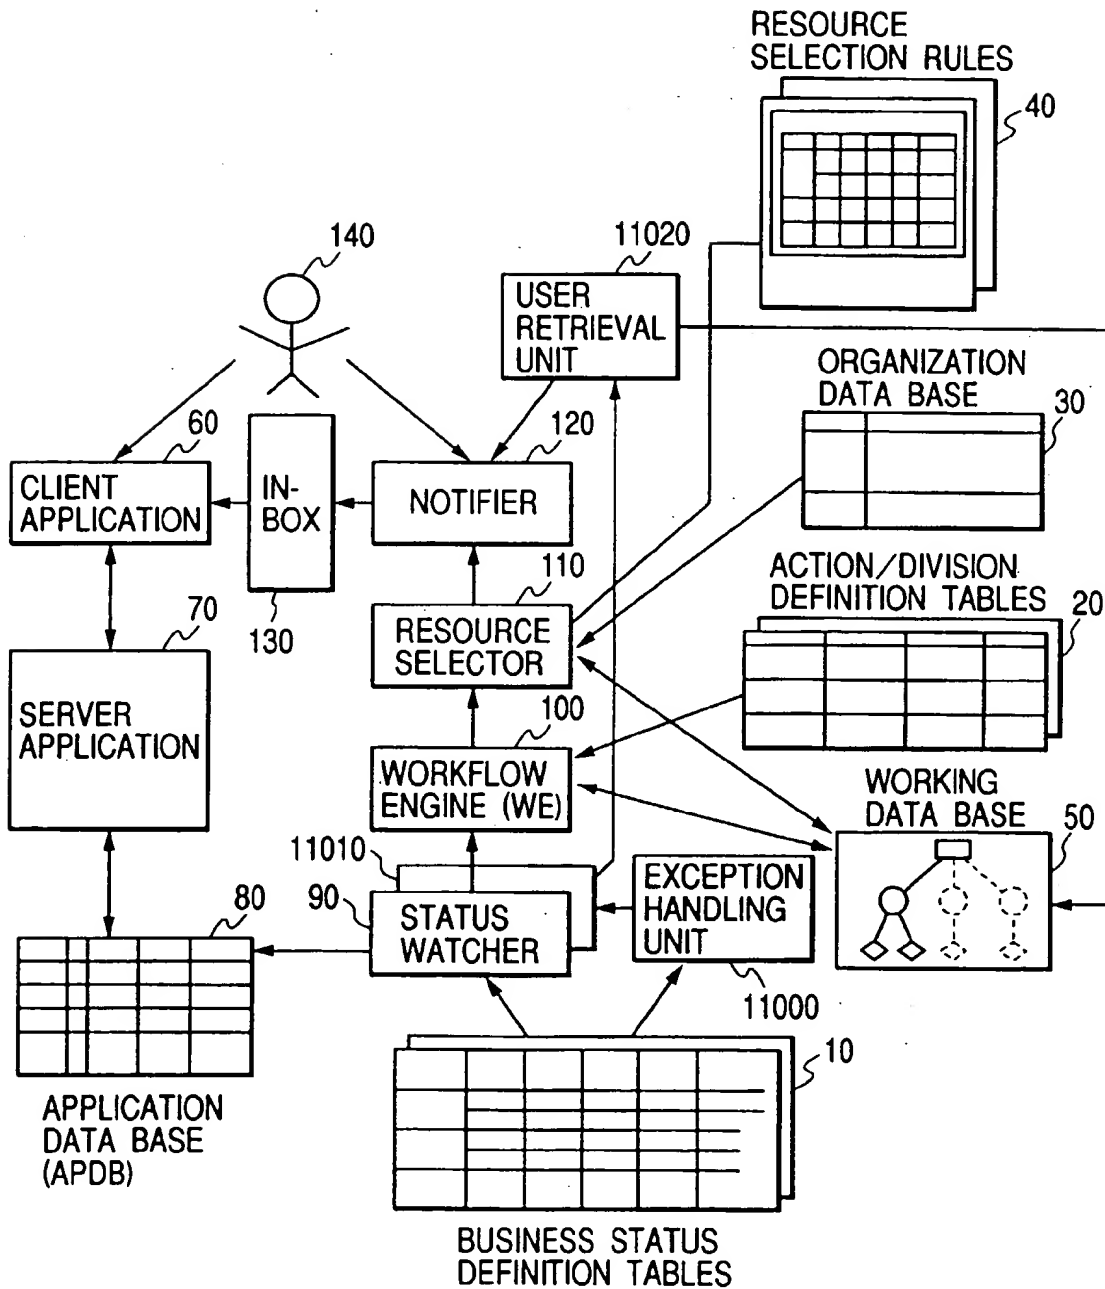 RESOURCE
SELECTION RULES
40
140
11020
USER
RETRIEVAL
UNIT
ORGANIZATION
DATA BASE
30
60
CLIENT
APPLICATION
IN-
BOX
130
120
NOTIFIER
110
RESOURCE
SELECTOR
ACTION/DIVISION
DEFINITION TABLES
20
70
SERVER
APPLICATION
100
WORKFLOW
ENGINE (WE)
WORKING
DATA BASE
50
11010
90
STATUS
WATCHER
EXCEPTION
HANDLING
UNIT
11000
80
APPLICATION
DATA BASE
(APDB)
10
BUSINESS STATUS
DEFINITION TABLES